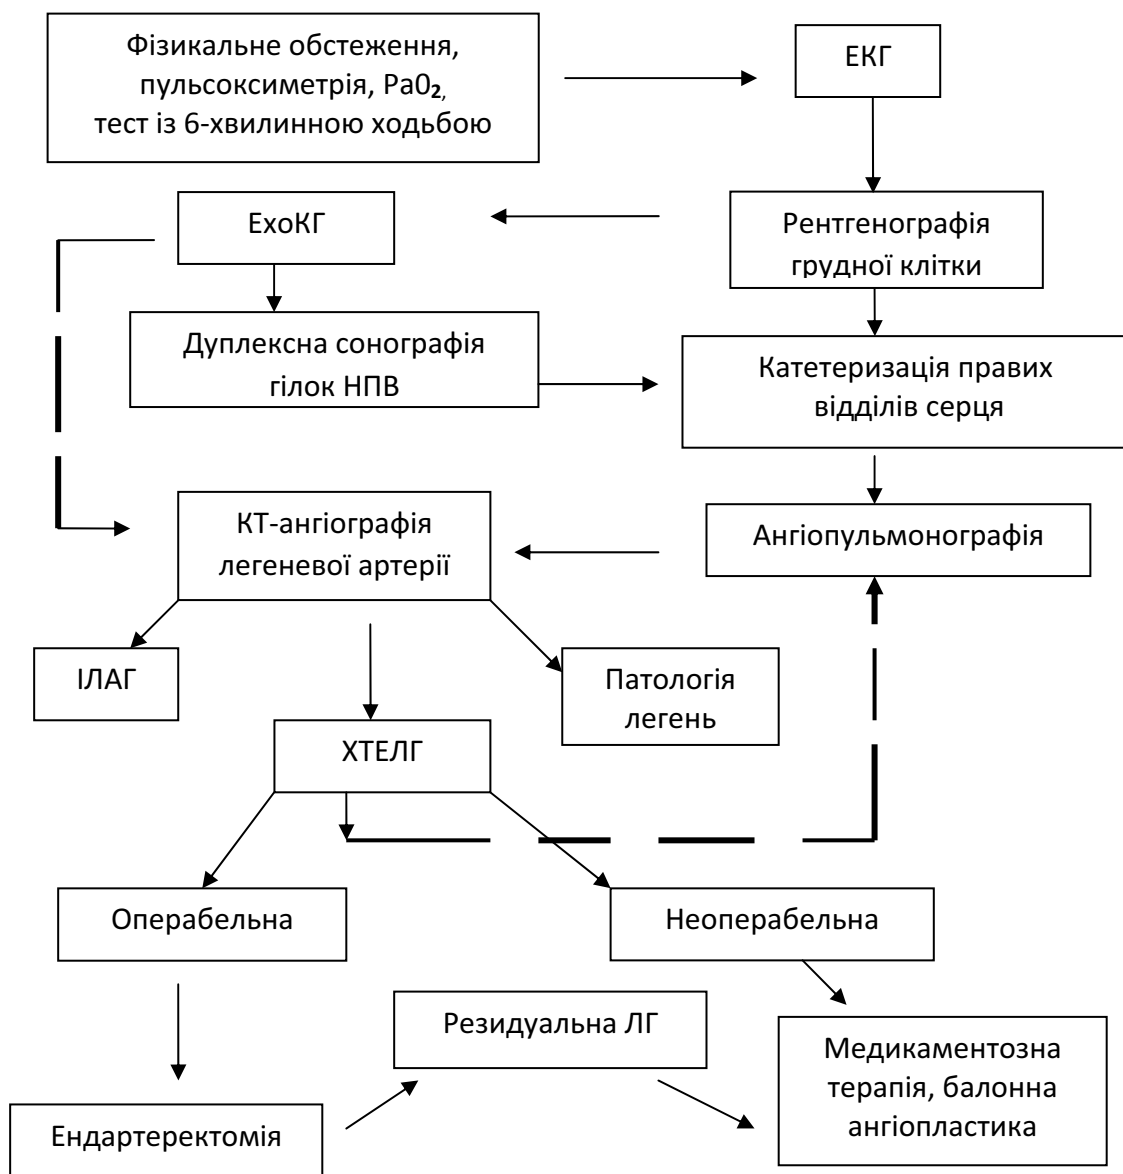 Фізикальне обстеження,
пульсоксиметрія, Ра0₂,
тест із 6-хвилинною ходьбою
ЕКГ
ЕхоКГ
Рентгенографія
грудної клітки
Дуплексна сонографія
гілок НПВ
Катетеризація правих
відділів серця
КТ-ангіографія
легеневої артерії
Ангіопульмонографія
ІЛАГ
Патологія
легень
ХТЕЛГ
Операбельна
Неоперабельна
Резидуальна ЛГ
Медикаментозна
терапія, балонна
ангіопластика
Ендартеректомія